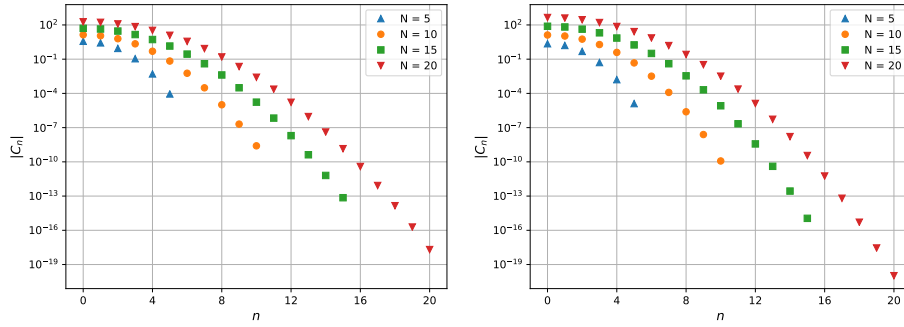 10^2
10^-1
10^-4
10^-7
10^-10
10^-13
10^-16
10^-19
|C_n|
0 4 8 12 16 20
n
N = 5
N = 10
N = 15
N = 20
10^2
10^-1
10^-4
10^-7
10^-10
10^-13
10^-16
10^-19
|C_n|
0 4 8 12 16 20
n
N = 5
N = 10
N = 15
N = 20